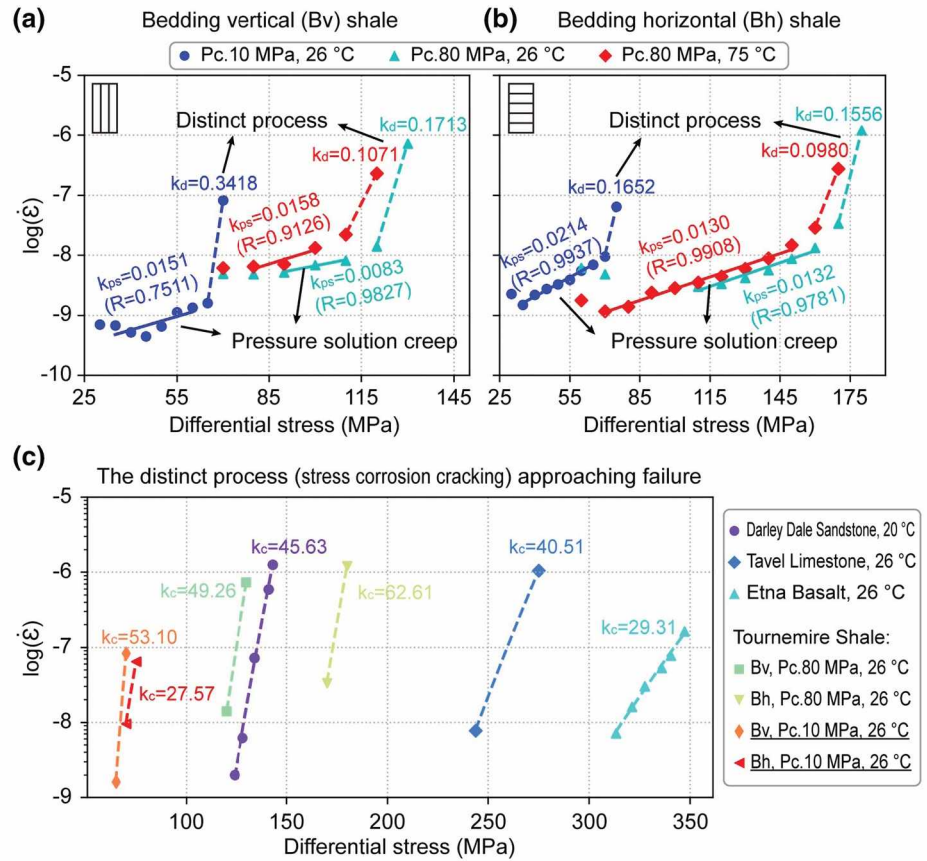 (a) Bedding vertical (Bv) shale
(b) Bedding horizontal (Bh) shale
Pc.10 MPa, 26 °C Pc.80 MPa, 26 °C Pc.80 MPa, 75 °C
-5
-6
-7
-8
-9
-10
log(ε̇)
Distinct process
kd=0.1713
kd=0.1071
kd=0.3418
kps=0.0158
(R=0.9126)
kps=0.0151
(R=0.7511)
kps=0.0083
(R=0.9827)
Pressure solution creep
25 55 85 115 145
Differential stress (MPa)
Distinct process
kd=0.1556
kd=0.0980
kd=0.1652
kps=0.0214
(R=0.9937)
kps=0.0130
(R=0.9908)
kps=0.0132
(R=0.9781)
Pressure solution creep
25 55 85 115 145 175
Differential stress (MPa)
(c)
The distinct process (stress corrosion cracking) approaching failure
-5
-6
-7
-8
-9
log(ε̇)
kc=45.63
kc=40.51
kc=49.26
kc=62.61
kc=53.10
kc=29.31
kc=27.57
100 150 200 250 300 350
Differential stress (MPa)
Darley Dale Sandstone, 20 °C
Tavel Limestone, 26 °C
Etna Basalt, 26 °C
Tournemire Shale:
Bv, Pc.80 MPa, 26 °C
Bh, Pc.80 MPa, 26 °C
Bv, Pc.10 MPa, 26 °C
Bh, Pc.10 MPa, 26 °C